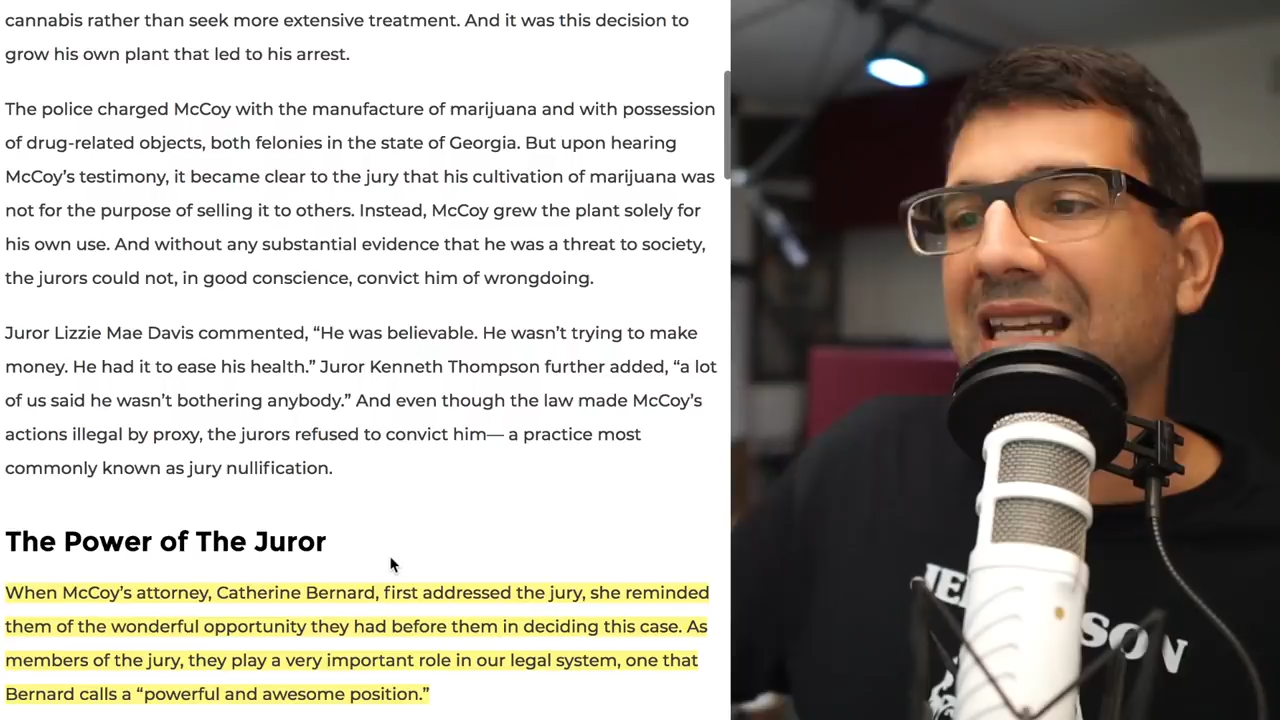 cannabis rather than seek more extensive treatment. And it was this decision to
grow his own plant that led to his arrest.
The police charged McCoy with the manufacture of marijuana and with possession
of drug-related objects, both felonies in the state of Georgia. But upon hearing
McCoy’s testimony, it became clear to the jury that his cultivation of marijuana was
not for the purpose of selling it to others. Instead, McCoy grew the plant solely for
his own use. And without any substantial evidence that he was a threat to society,
the jurors could not, in good conscience, convict him of wrongdoing.
Juror Lizzie Mae Davis commented, “He was believable. He wasn’t trying to make
money. He had it to ease his health.” Juror Kenneth Thompson further added, “a lot
of us said he wasn’t bothering anybody.” And even though the law made McCoy’s
actions illegal by proxy, the jurors refused to convict him— a practice most
commonly known as jury nullification.
The Power of The Juror
When McCoy’s attorney, Catherine Bernard, first addressed the jury, she reminded
them of the wonderful opportunity they had before them in deciding this case. As
members of the jury, they play a very important role in our legal system, one that
Bernard calls a “powerful and awesome position.”